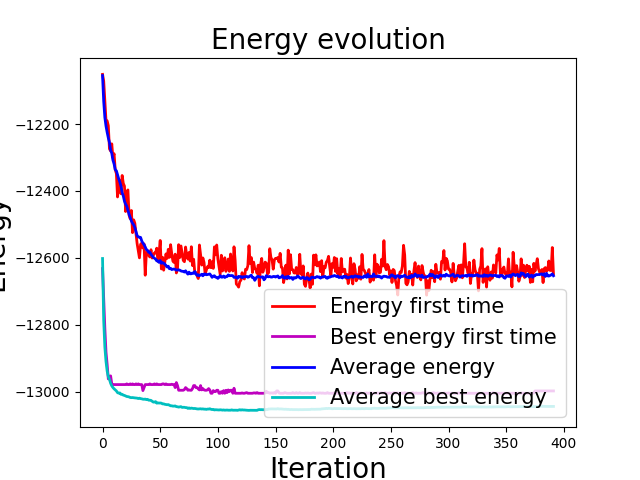 Energy evolution
Energy
−12200
−12400
−12600
−12800
−13000
0 50 100 150 200 250 300 350 400
Iteration
Energy first time
Best energy first time
Average energy
Average best energy